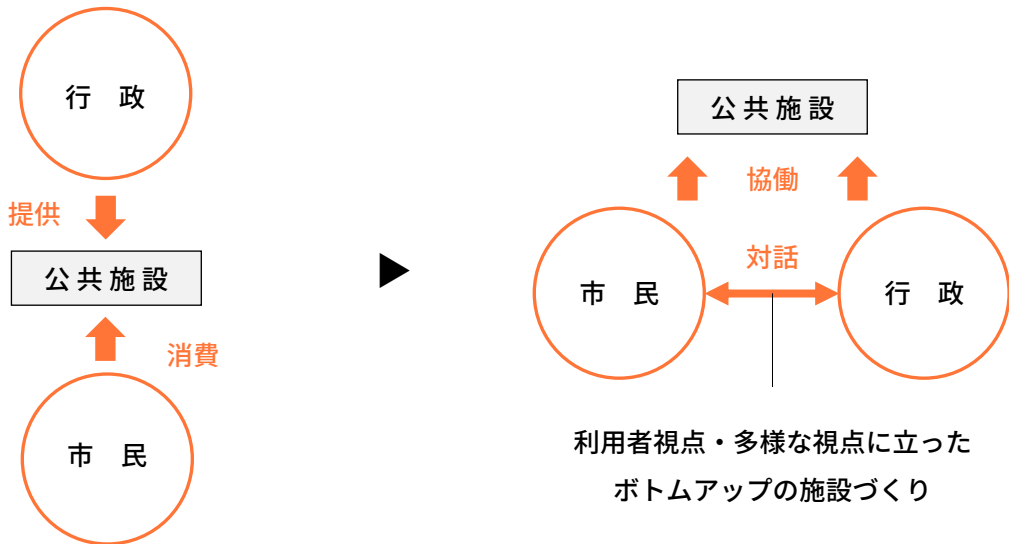 行 政
提供
公共施設
消費
市 民
公共施設
協働
対話
市 民
行 政
利用者視点・多様な視点に立った
ボトムアップの施設づくり